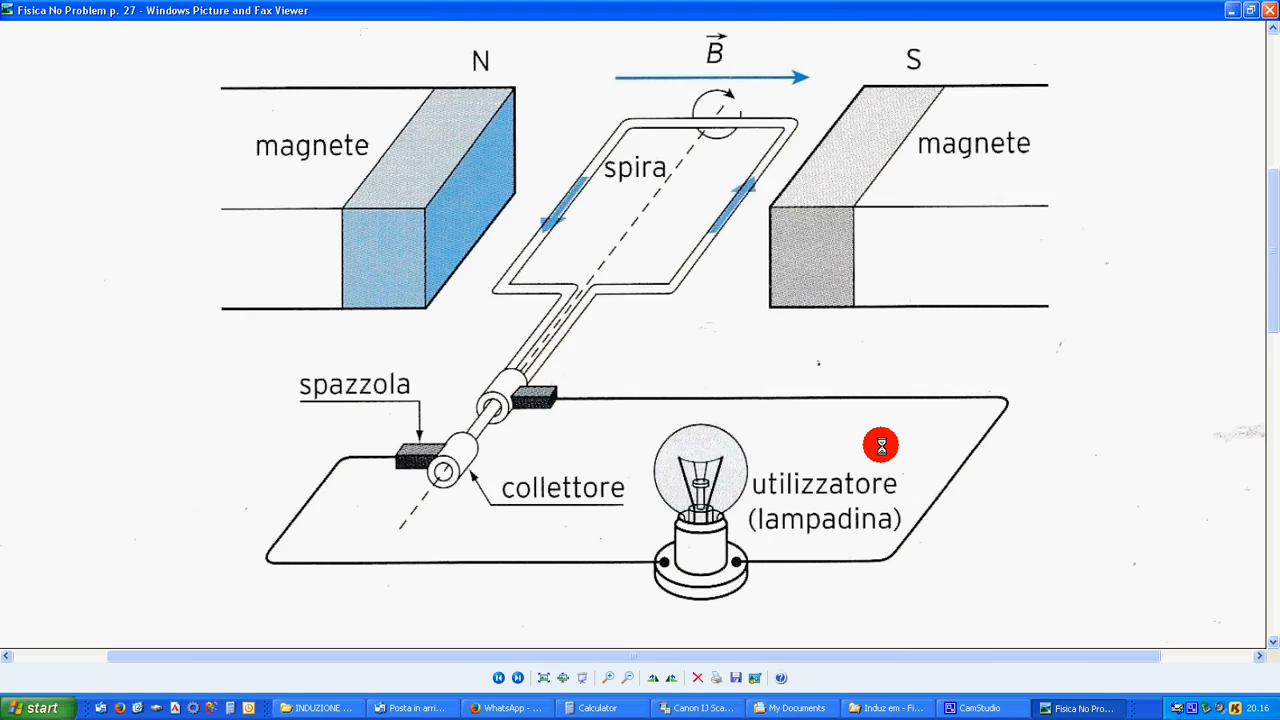 Fisica No Problem p. 27 - Windows Picture and Fax Viewer
N
B
S
magnete
magnete
spira
spazzola
collettore
utilizzatore
(lampadina)
start
INDUZIONE ...
Posta in arri...
WhatsApp - ...
Calculator
Canon IJ Sca...
My Documents
Induz em - Fi...
CamStudio
Fisica No Pro...
20.16